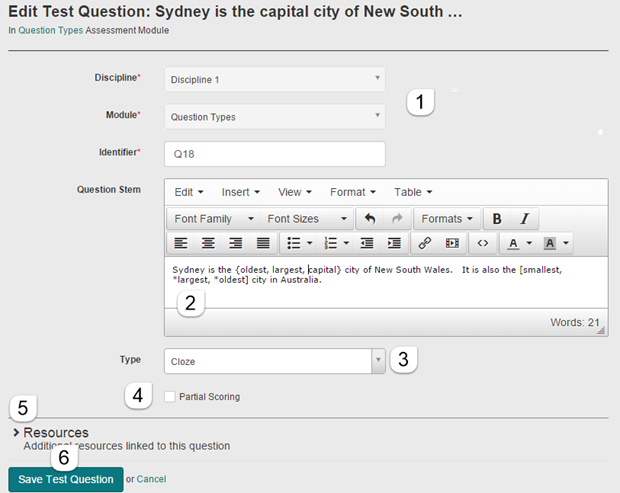 Edit Test Question: Sydney is the capital city of New South ...
In Question Types Assessment Module
Discipline* Discipline 1
1
Module* Question Types
Identifier* Q18
Question Stem Edit Insert View Format Table
Font Family Font Sizes Formats B I
A A
Sydney is the {oldest, largest, capital} city of New South Wales. It is also the [smallest,
*largest, *oldest] city in Australia.
2
Words: 21
Type Cloze 3
4 Partial Scoring
5
Resources
Additional resources linked to this question
6
Save Test Question or Cancel